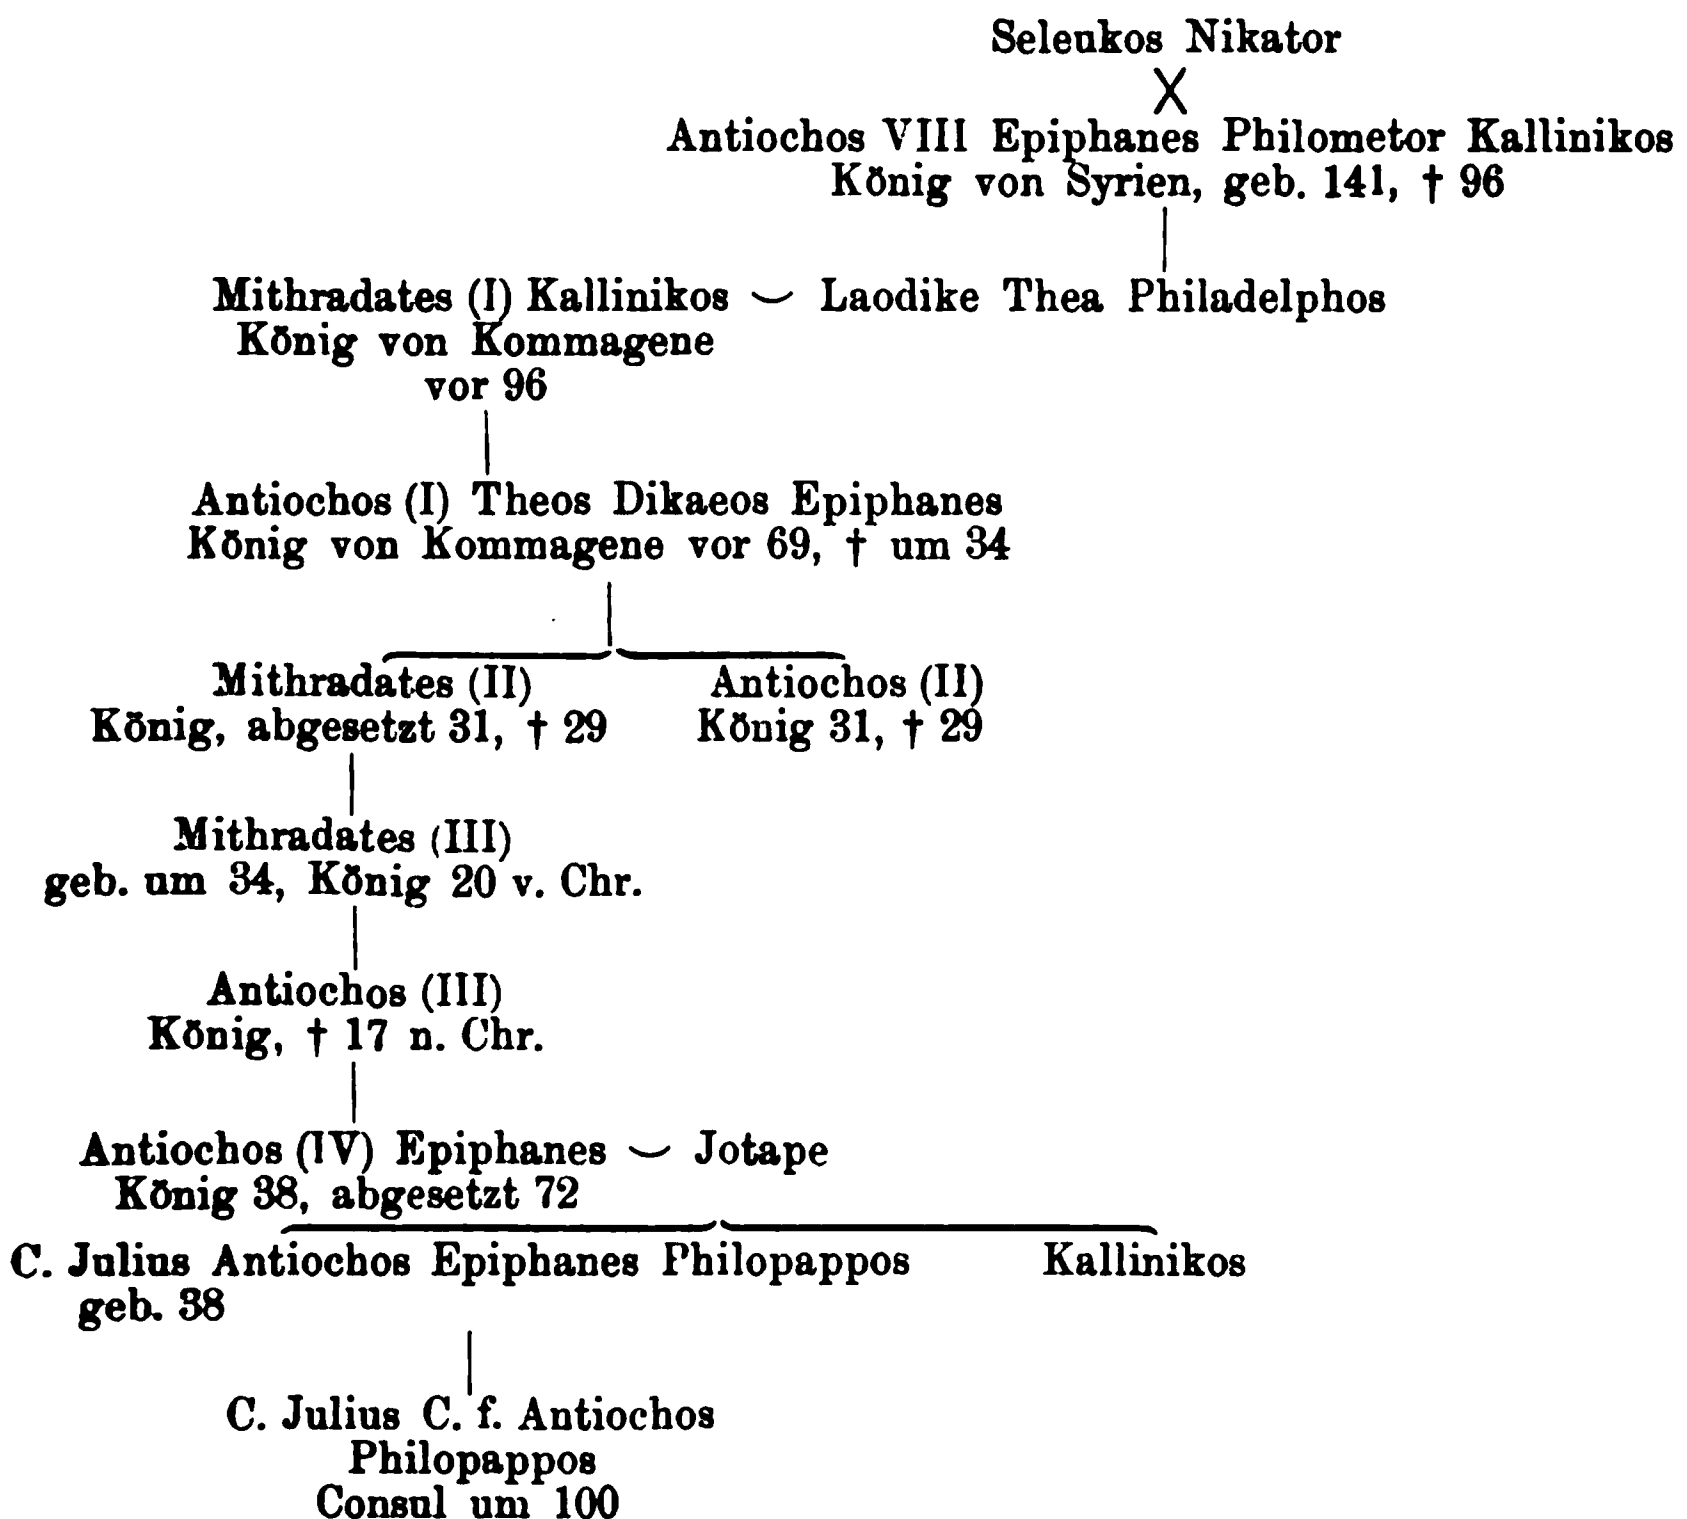 Seleukos Nikator
Antiochos VIII Epiphanes Philometor Kallinikos
König von Syrien, geb. 141, † 96
Mithradates (I) Kallinikos ⌣ Laodike Thea Philadelphos
König von Kommagene
vor 96
Antiochos (I) Theos Dikaeos Epiphanes
König von Kommagene vor 69, † um 34
Mithradates (II) Antiochos (II)
König, abgesetzt 31, † 29 König 31, † 29
Mithradates (III)
geb. um 34, König 20 v. Chr.
Antiochos (III)
König, † 17 n. Chr.
Antiochos (IV) Epiphanes ⌣ Jotape
König 38, abgesetzt 72
C. Julius Antiochos Epiphanes Philopappos Kallinikos
geb. 38
C. Julius C. f. Antiochos
Philopappos
Consul um 100